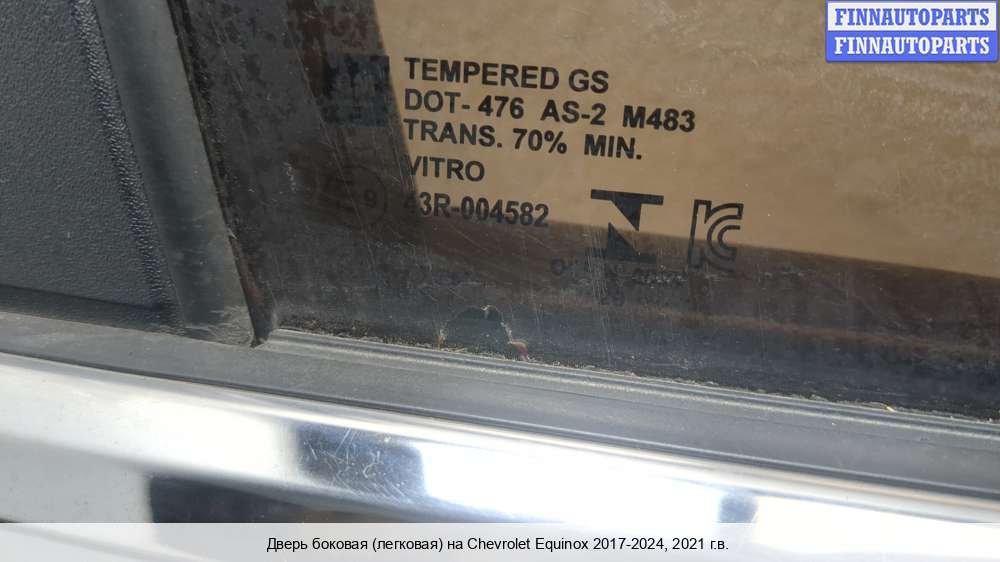 FINNAUTOPARTS
FINNAUTOPARTS
TEMPERED GS
DOT- 476 AS-2 M483
TRANS. 70% MIN.
VITRO
9
43R-004582
Дверь боковая (легковая) на Chevrolet Equinox 2017-2024, 2021 г.в.